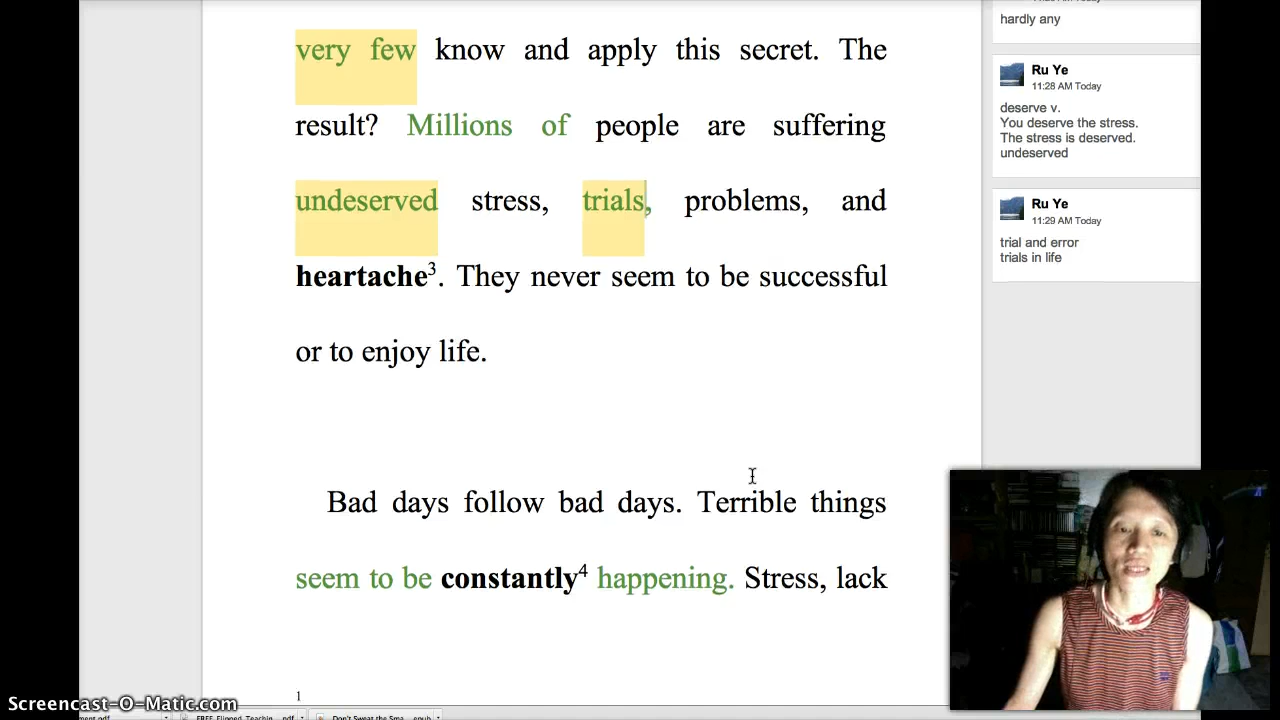 very few know and apply this secret. The
result? Millions of people are suffering
undeserved stress, trials, problems, and
heartache3. They never seem to be successful
or to enjoy life.
Bad days follow bad days. Terrible things
seem to be constantly4 happening. Stress, lack
1
hardly any
Ru Ye
11:28 AM Today
deserve v.
You deserve the stress.
The stress is deserved.
undeserved
Ru Ye
11:29 AM Today
trial and error
trials in life
Screencast-O-Matic.com